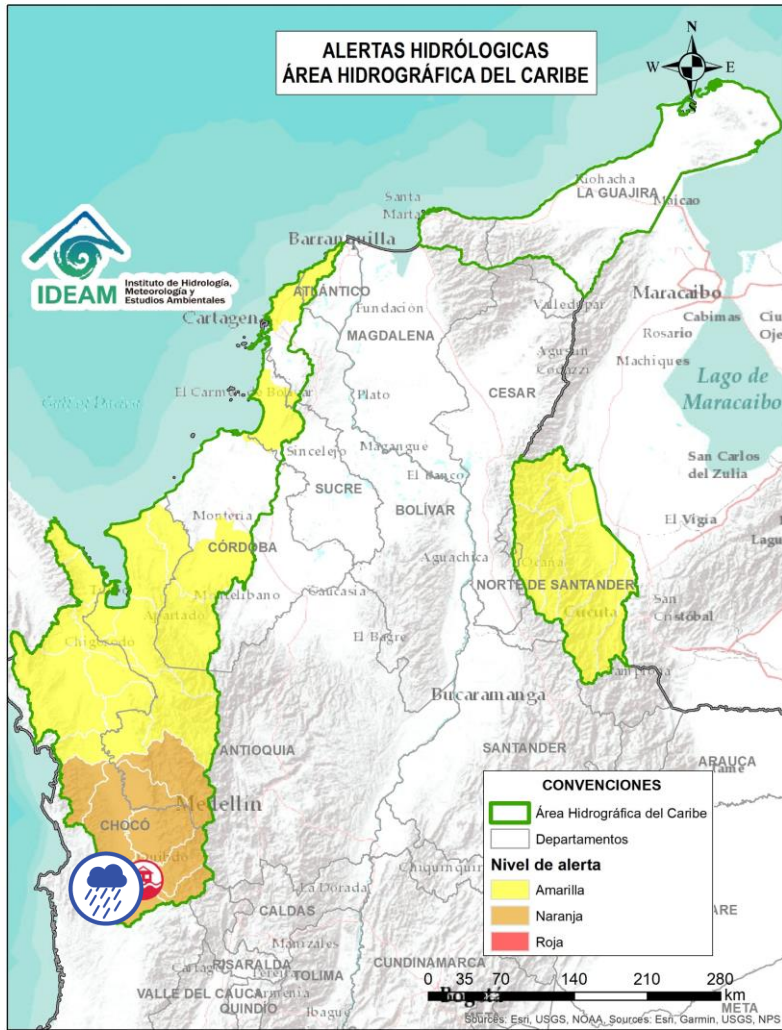 ALERTAS HIDRÓLOGICAS
ÁREA HIDROGRÁFICA DEL CARIBE
N
W E
S
Riohacha
LA GUAJIRA
Maicao
Santa
Marta
Barranquilla
IDEAM
Instituto de Hidrología,
Meteorología y
Estudios Ambientales
ATLÁNTICO
Cartagena
Fundación
Valledupar
Maracaibo
MAGDALENA
Cabimas
Rosario
Agustín
Codazzi
Machiques
CESAR
Lago de
Maracaibo
El Carmen de Bolívar
Plato
Sincelejo
Magangué
San Carlos
del Zulia
El Banco
SUCRE
BOLÍVAR
Montería
CÓRDOBA
El Vigía
Aguachica
Ocaña
NORTE DE SANTANDER
Montelíbano
Caucasia
Apartadó
Cúcuta
San
Cristóbal
Chigorodó
El Bagre
Bucaramanga
ANTIOQUIA
SANTANDER
ARAUCA
Medellín
CHOCÓ
Quibdó
La Dorada
Chiquinquirá
CALDAS
Manizales
RISARALDA
Pereira
TOLIMA
CUNDINAMARCA
VALLE DEL CAUCA
Armenia
QUINDÍO
Ibagué
Bogotá
META
CONVENCIONES
Área Hidrográfica del Caribe
Departamentos
Nivel de alerta
Amarilla
Naranja
Roja
0 35 70 140 210 280
km
Sources: Esri, USGS, NOAA, Sources: Esri, Garmin, USGS, NPS